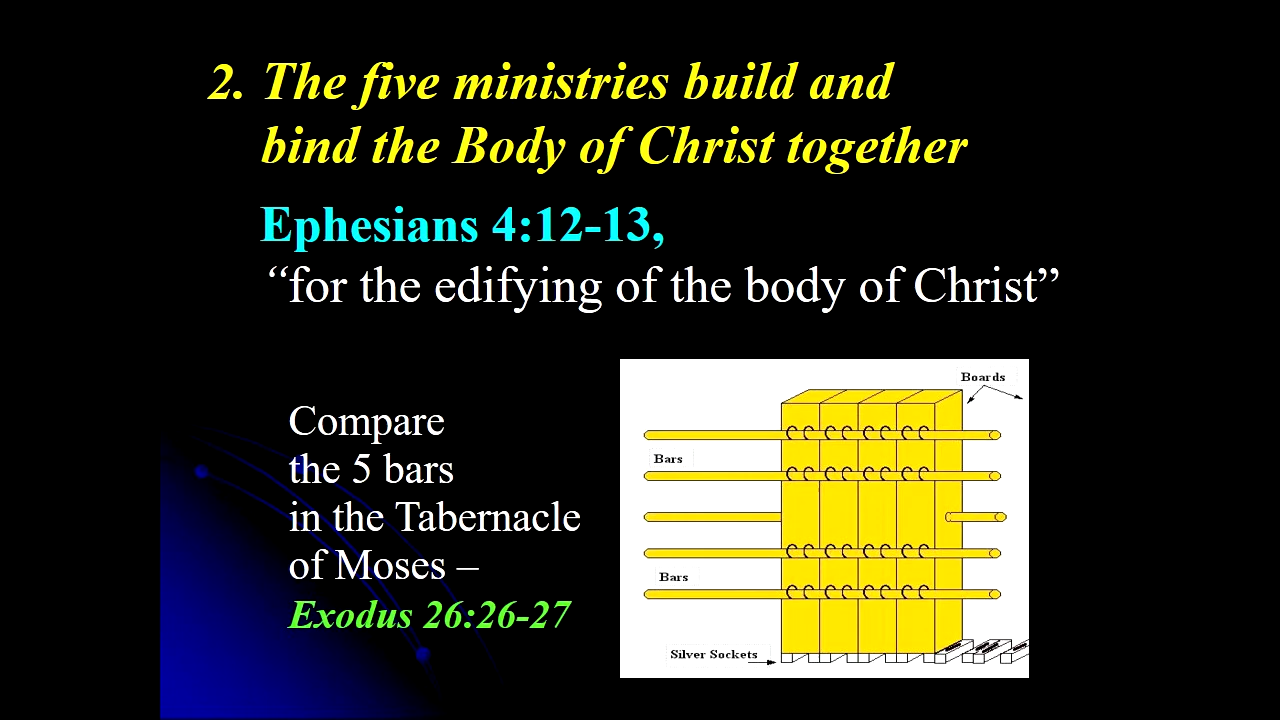 2. The five ministries build and
bind the Body of Christ together
Ephesians 4:12-13,
“for the edifying of the body of Christ”
Compare
the 5 bars
in the Tabernacle
of Moses –
Exodus 26:26-27
Boards
Bars
Bars
Silver Sockets